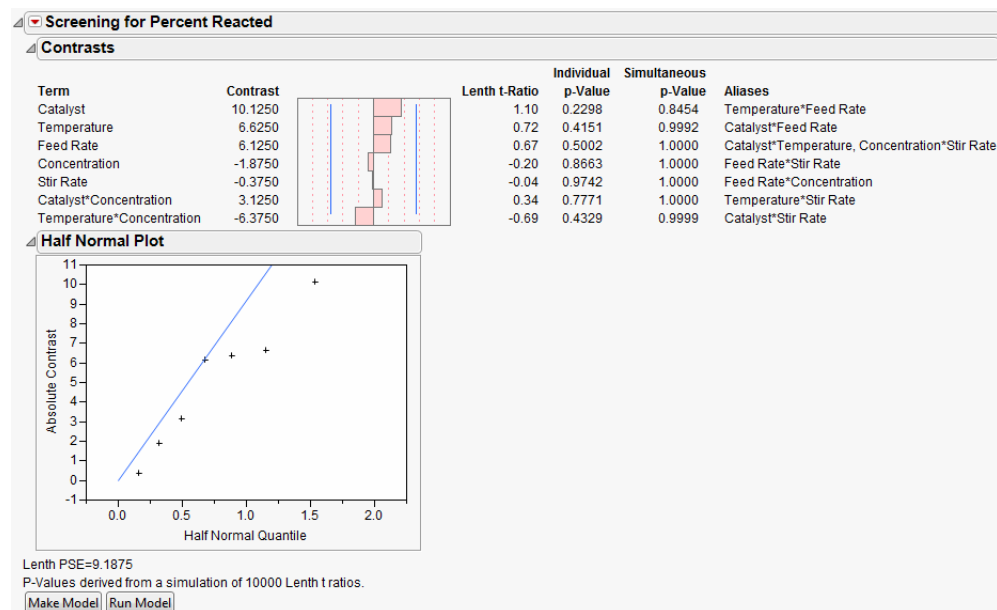 Screening for Percent Reacted
Contrasts
Individual Simultaneous
Term Contrast Lenth t-Ratio p-Value p-Value Aliases
Catalyst 10.1250 1.10 0.2298 0.8454 Temperature*Feed Rate
Temperature 6.6250 0.72 0.4151 0.9992 Catalyst*Feed Rate
Feed Rate 6.1250 0.67 0.5002 1.0000 Catalyst*Temperature, Concentration*Stir Rate
Concentration -1.8750 -0.20 0.8663 1.0000 Feed Rate*Stir Rate
Stir Rate -0.3750 -0.04 0.9742 1.0000 Feed Rate*Concentration
Catalyst*Concentration 3.1250 0.34 0.7771 1.0000 Temperature*Stir Rate
Temperature*Concentration -6.3750 -0.69 0.4329 0.9999 Catalyst*Stir Rate
Half Normal Plot
11
10
9
8
7
6
5
4
3
2
1
0
-1
Absolute Contrast
0.0 0.5 1.0 1.5 2.0
Half Normal Quantile
Lenth PSE=9.1875
P-Values derived from a simulation of 10000 Lenth t ratios.
Make Model Run Model